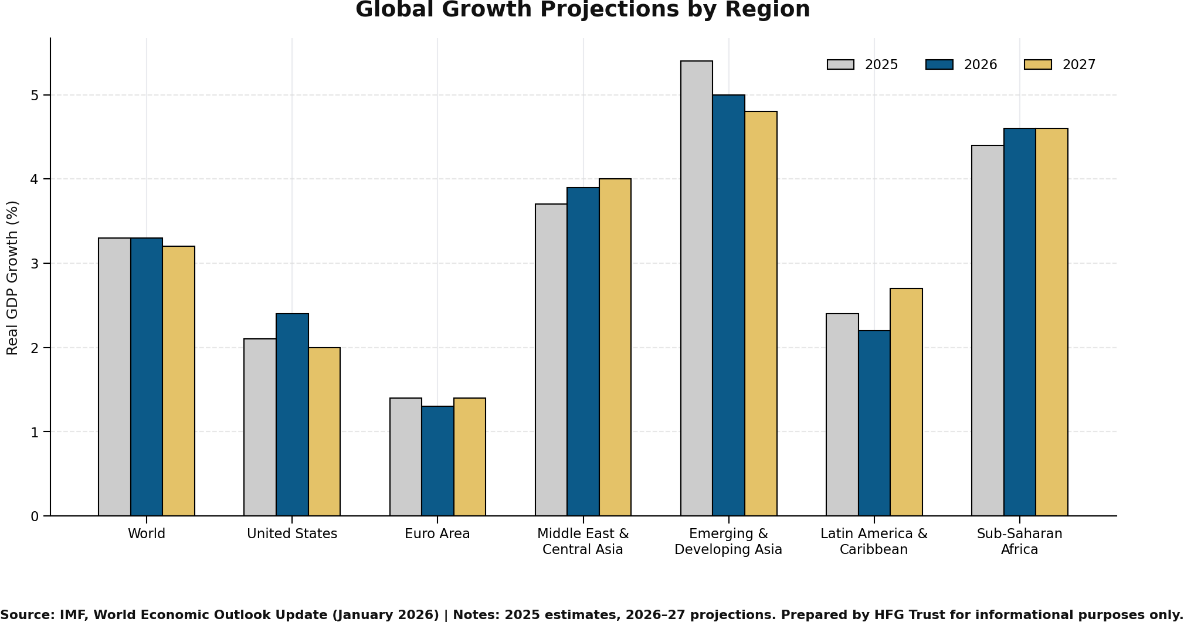 Global Growth Projections by Region
2025 2026 2027
Real GDP Growth (%)
5
4
3
2
1
0
World
United States
Euro Area
Middle East &
Central Asia
Emerging &
Developing Asia
Latin America &
Caribbean
Sub-Saharan
Africa
Source: IMF, World Economic Outlook Update (January 2026) | Notes: 2025 estimates, 2026–27 projections. Prepared by HFG Trust for informational purposes only.